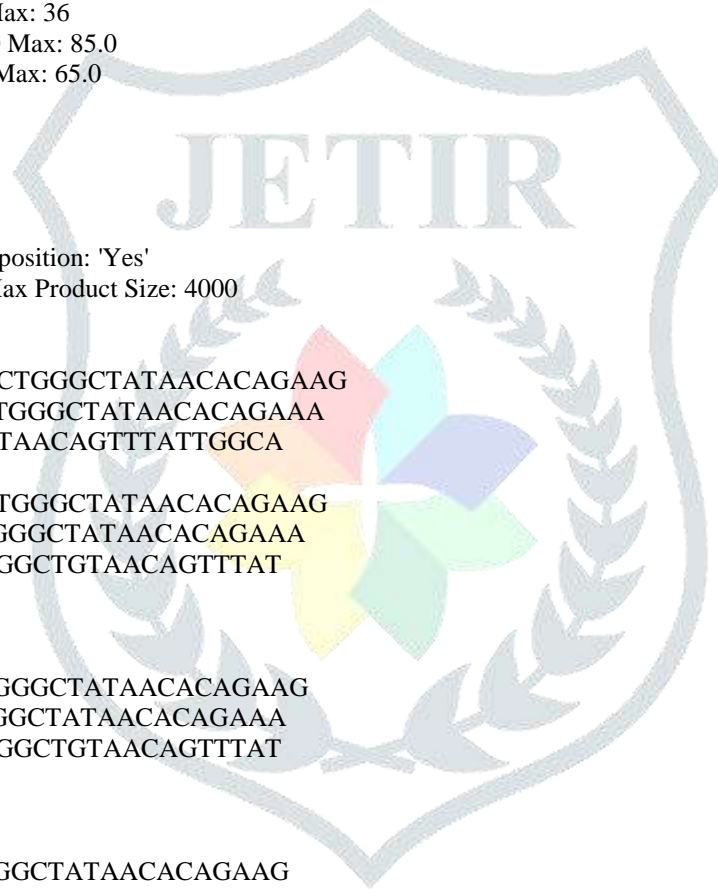 Max: 36
Max: 85.0
Max: 65.0
JETIR
position: 'Yes'
Max Product Size: 4000
CTGGGCTATAACACAGAAG
TGGGCTATAACACAGAAA
TAACAGTTTATTGGCA
TGGGCTATAACACAGAAG
GGGCTATAACACAGAAA
GGCTGTAACAGTTTAT
GGGCTATAACACAGAAG
GGCTATAACACAGAAA
GGCTGTAACAGTTTAT
GGCTATAACACAGAAG